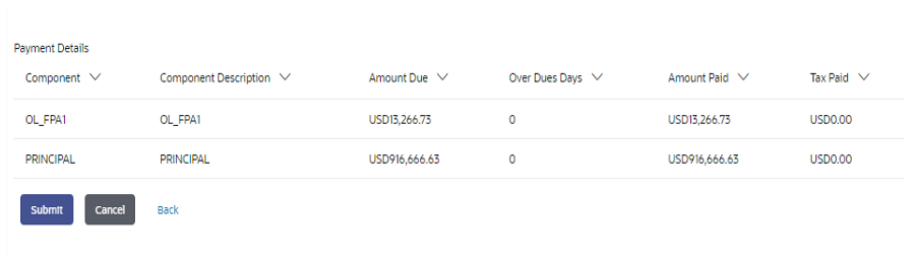 Payment Details
Component Component Description Amount Due Over Dues Days Amount Paid Tax Paid
OL_FPA1 OL_FPA1 USD13,266.73 0 USD13,266.73 USD0.00
PRINCIPAL PRINCIPAL USD916,666.63 0 USD916,666.63 USD0.00
Submit Cancel Back